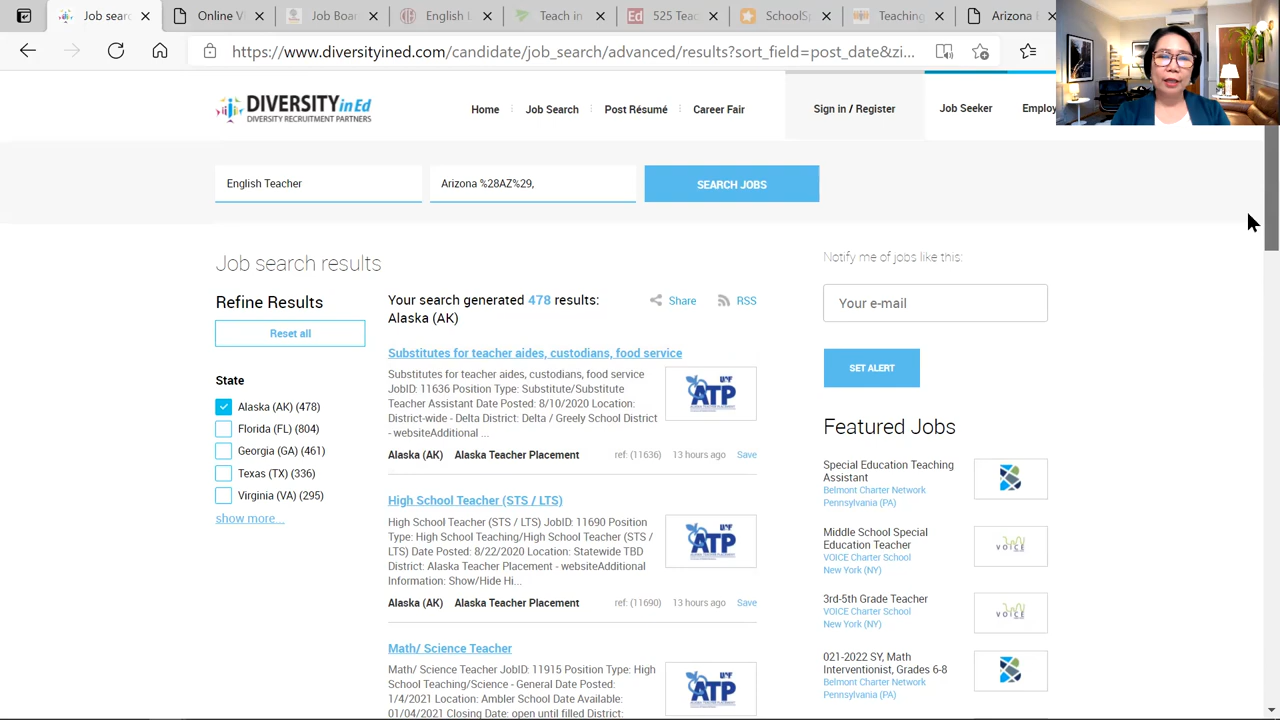 Job sear
Online V
Job Board
English
Teach in
525 Teac
SchoolSp
Teaching
Arizona
https://www.diversityined.com/candidate/job_search/advanced/results?sort_field=post_date&zi...
DIVERSITY in Ed
DIVERSITY RECRUITMENT PARTNERS
Home
Job Search
Post Résumé
Career Fair
Sign in / Register
Job Seeker
Employ
English Teacher
Arizona %28AZ%29,
SEARCH JOBS
Job search results
Refine Results
Reset all
State
Alaska (AK) (478)
Florida (FL) (804)
Georgia (GA) (461)
Texas (TX) (336)
Virginia (VA) (295)
show more...
Your search generated 478 results:
Alaska (AK)
Share
RSS
Substitutes for teacher aides, custodians, food service
Substitutes for teacher aides, custodians, food service
JobID: 11636 Position Type: Substitute/Substitute
Teacher Assistant Date Posted: 8/10/2020 Location:
District-wide - Delta District: Delta / Greely School District
- websiteAdditional ...
ATP
Alaska (AK) Alaska Teacher Placement ref: (11636) 13 hours ago Save
High School Teacher (STS / LTS)
High School Teacher (STS / LTS) JobID: 11690 Position
Type: High School Teaching/High School Teacher (STS /
LTS) Date Posted: 8/22/2020 Location: Statewide TBD
District: Alaska Teacher Placement - websiteAdditional
Information: Show/Hide Hi...
ATP
Alaska (AK) Alaska Teacher Placement ref: (11690) 13 hours ago Save
Math/ Science Teacher
Math/ Science Teacher JobID: 11915 Position Type: High
School Teaching/Science - General Date Posted:
1/4/2021 Location: Ambler School Date Available:
01/04/2021 Closing Date: open until filled District:
ATP
Notify me of jobs like this:
Your e-mail
SET ALERT
Featured Jobs
Special Education Teaching
Assistant
Belmont Charter Network
Pennsylvania (PA)
Middle School Special
Education Teacher
VOICE Charter School
New York (NY)
VOICE
3rd-5th Grade Teacher
VOICE Charter School
New York (NY)
VOICE
021-2022 SY, Math
Interventionist, Grades 6-8
Belmont Charter Network
Pennsylvania (PA)